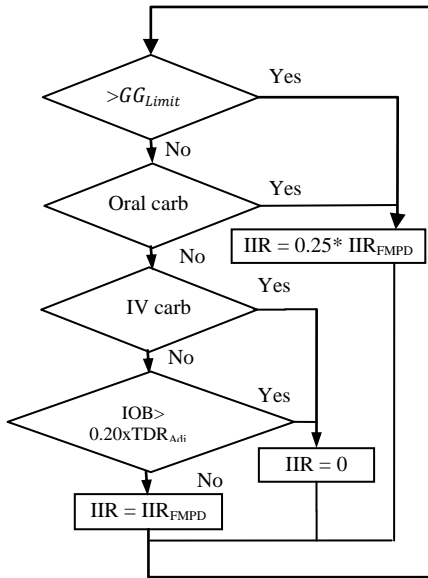 Yes
>GG_Limit
No
Oral carb
Yes
IIR = 0.25* IIR_FMPD
No
IV carb
Yes
No
IOB>
0.20xTDR_Adj
Yes
IIR = 0
No
IIR = IIR_FMPD